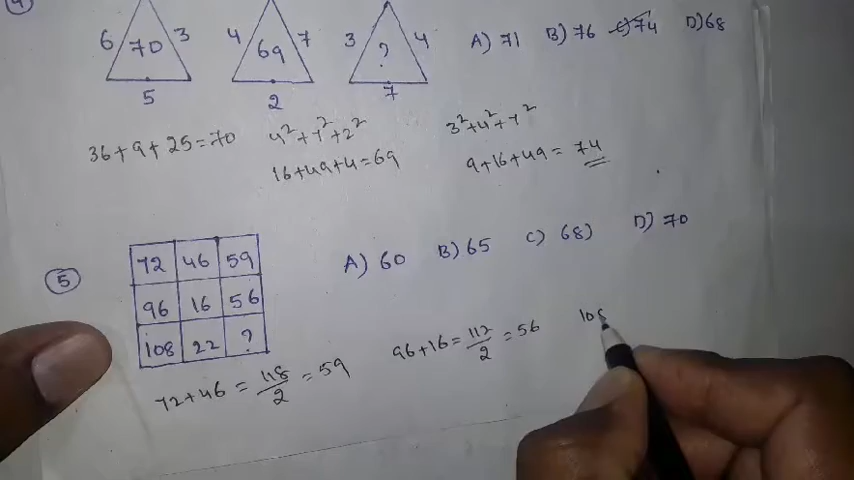 4
6 70 3 4 69 7 3 ? 4 A) 71 B) 76 C) 74 D) 68
5 2 7
36+9+25=70 4²+7²+2² 3²+4²+7²
16+49+4=69 9+16+49= 74
5 72 46 59 A) 60 B) 65 C) 68) D) 70
96 16 56
108 22 ? 96+16=112/2=56 108
72+46=118/2=59